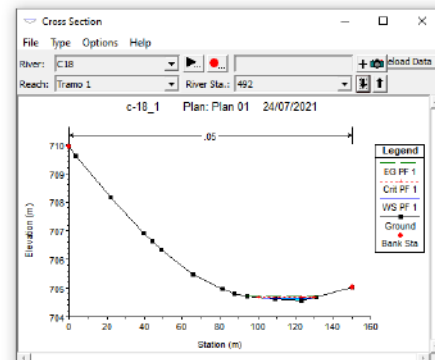 Cross Section
File Type Options Help
River: C18 + eload Data
Reach: Tramo 1 River Sta.: 492
c-18_1 Plan: Plan 01 24/07/2021
.05
Legend
EG PF 1
Crit PF 1
WS PF 1
Ground
Bank Sta
710
709
708
707
706
705
704
Elevation (m)
0 20 40 60 80 100 120 140 160
Station (m)